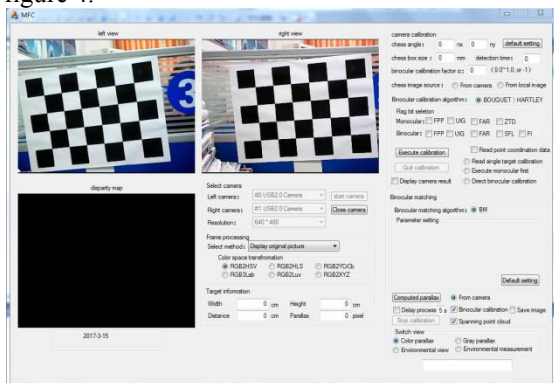 figure 4.
MFC
left view
right view
disparty map
2017-3-15
Select camera
Left camera: #0 USB2.0 Camera start camera
Right camera: #1 USB2.0 Camera Close camera
Resolution: 640*480
Frame processing
Select method: Display original picture
Color space transfromation
RGB2HSV RGB2HLS RGB2YCrCb
RGB2Lab RGB2Luv RGB2XYZ
Target information
Width 0 cm Height 0 cm
Distance 0 cm Parallax 0 pixel
camera calibration
chess angle: 0 nx 0 ny default setting
chess box size: 0 mm detection time: 0
binocular calibration factor α: 0 (0.0~1.0, or -1)
chess image source: From camera From local image
Binocular calibration algorithm: BOUGUET HARTLEY
Rag bit seletion
Monocular: FPP UIG FAR ZTD
Binocular: FPP UIG FAR SFL FI
Execute calibration Read point coordination data
Quit calibration Read single target calibration
Execute monocular first
Display camera result Direct binocular calibration
Binocular matching
Binocular matching algorithm: BM
Parameter setting
Default setting
Computed parallax From camera
Delay process 5 s Binocular calibration Save image
Stop calibration Spanning point cloud
Switch view
Color parallax Gray parallax
Environmental view Environmental measurement